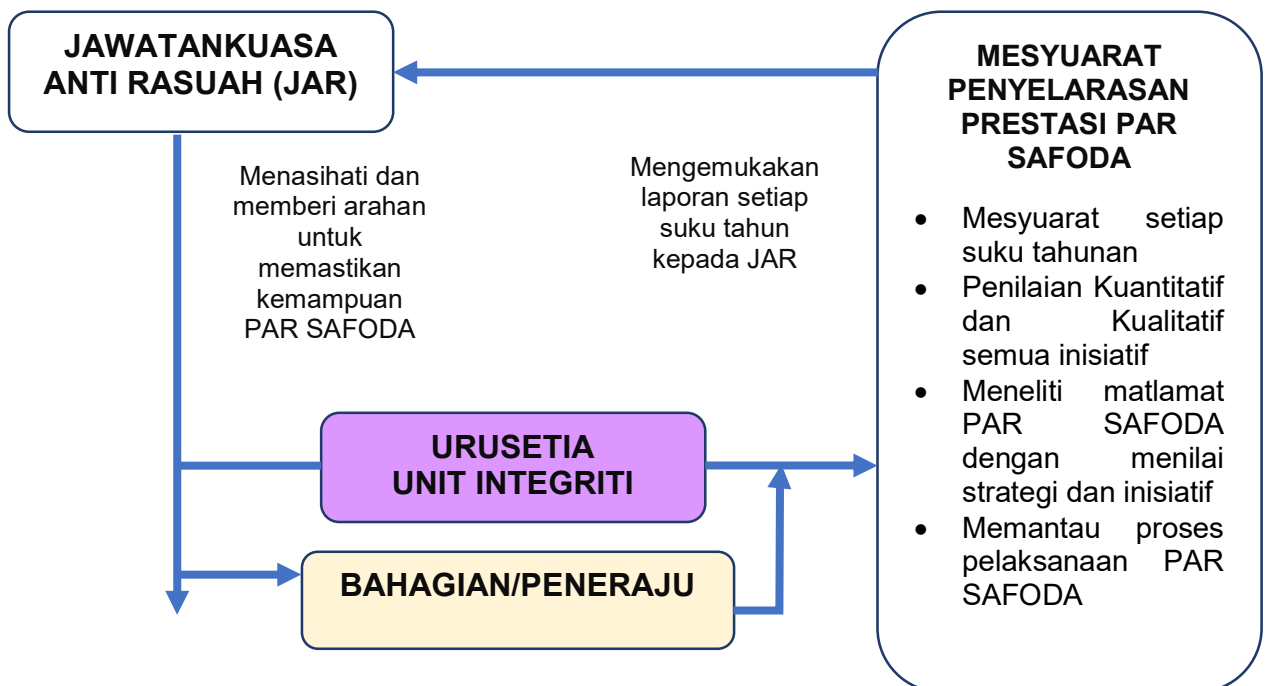 JAWATANKUASA
ANTI RASUAH (JAR)
Menasihati dan
memberi arahan
untuk
memastikan
kemampuan
PAR SAFODA
Mengemukakan
laporan setiap
suku tahun
kepada JAR
URUSETIA
UNIT INTEGRITI
BAHAGIAN/PENERAJU
MESYUARAT
PENYELARASAN
PRESTASI PAR
SAFODA
• Mesyuarat setiap
suku tahunan
• Penilaian Kuantitatif
dan Kualitatif
semua inisiatif
• Meneliti matlamat
PAR SAFODA
dengan menilai
strategi dan inisiatif
• Memantau proses
pelaksanaan PAR
SAFODA